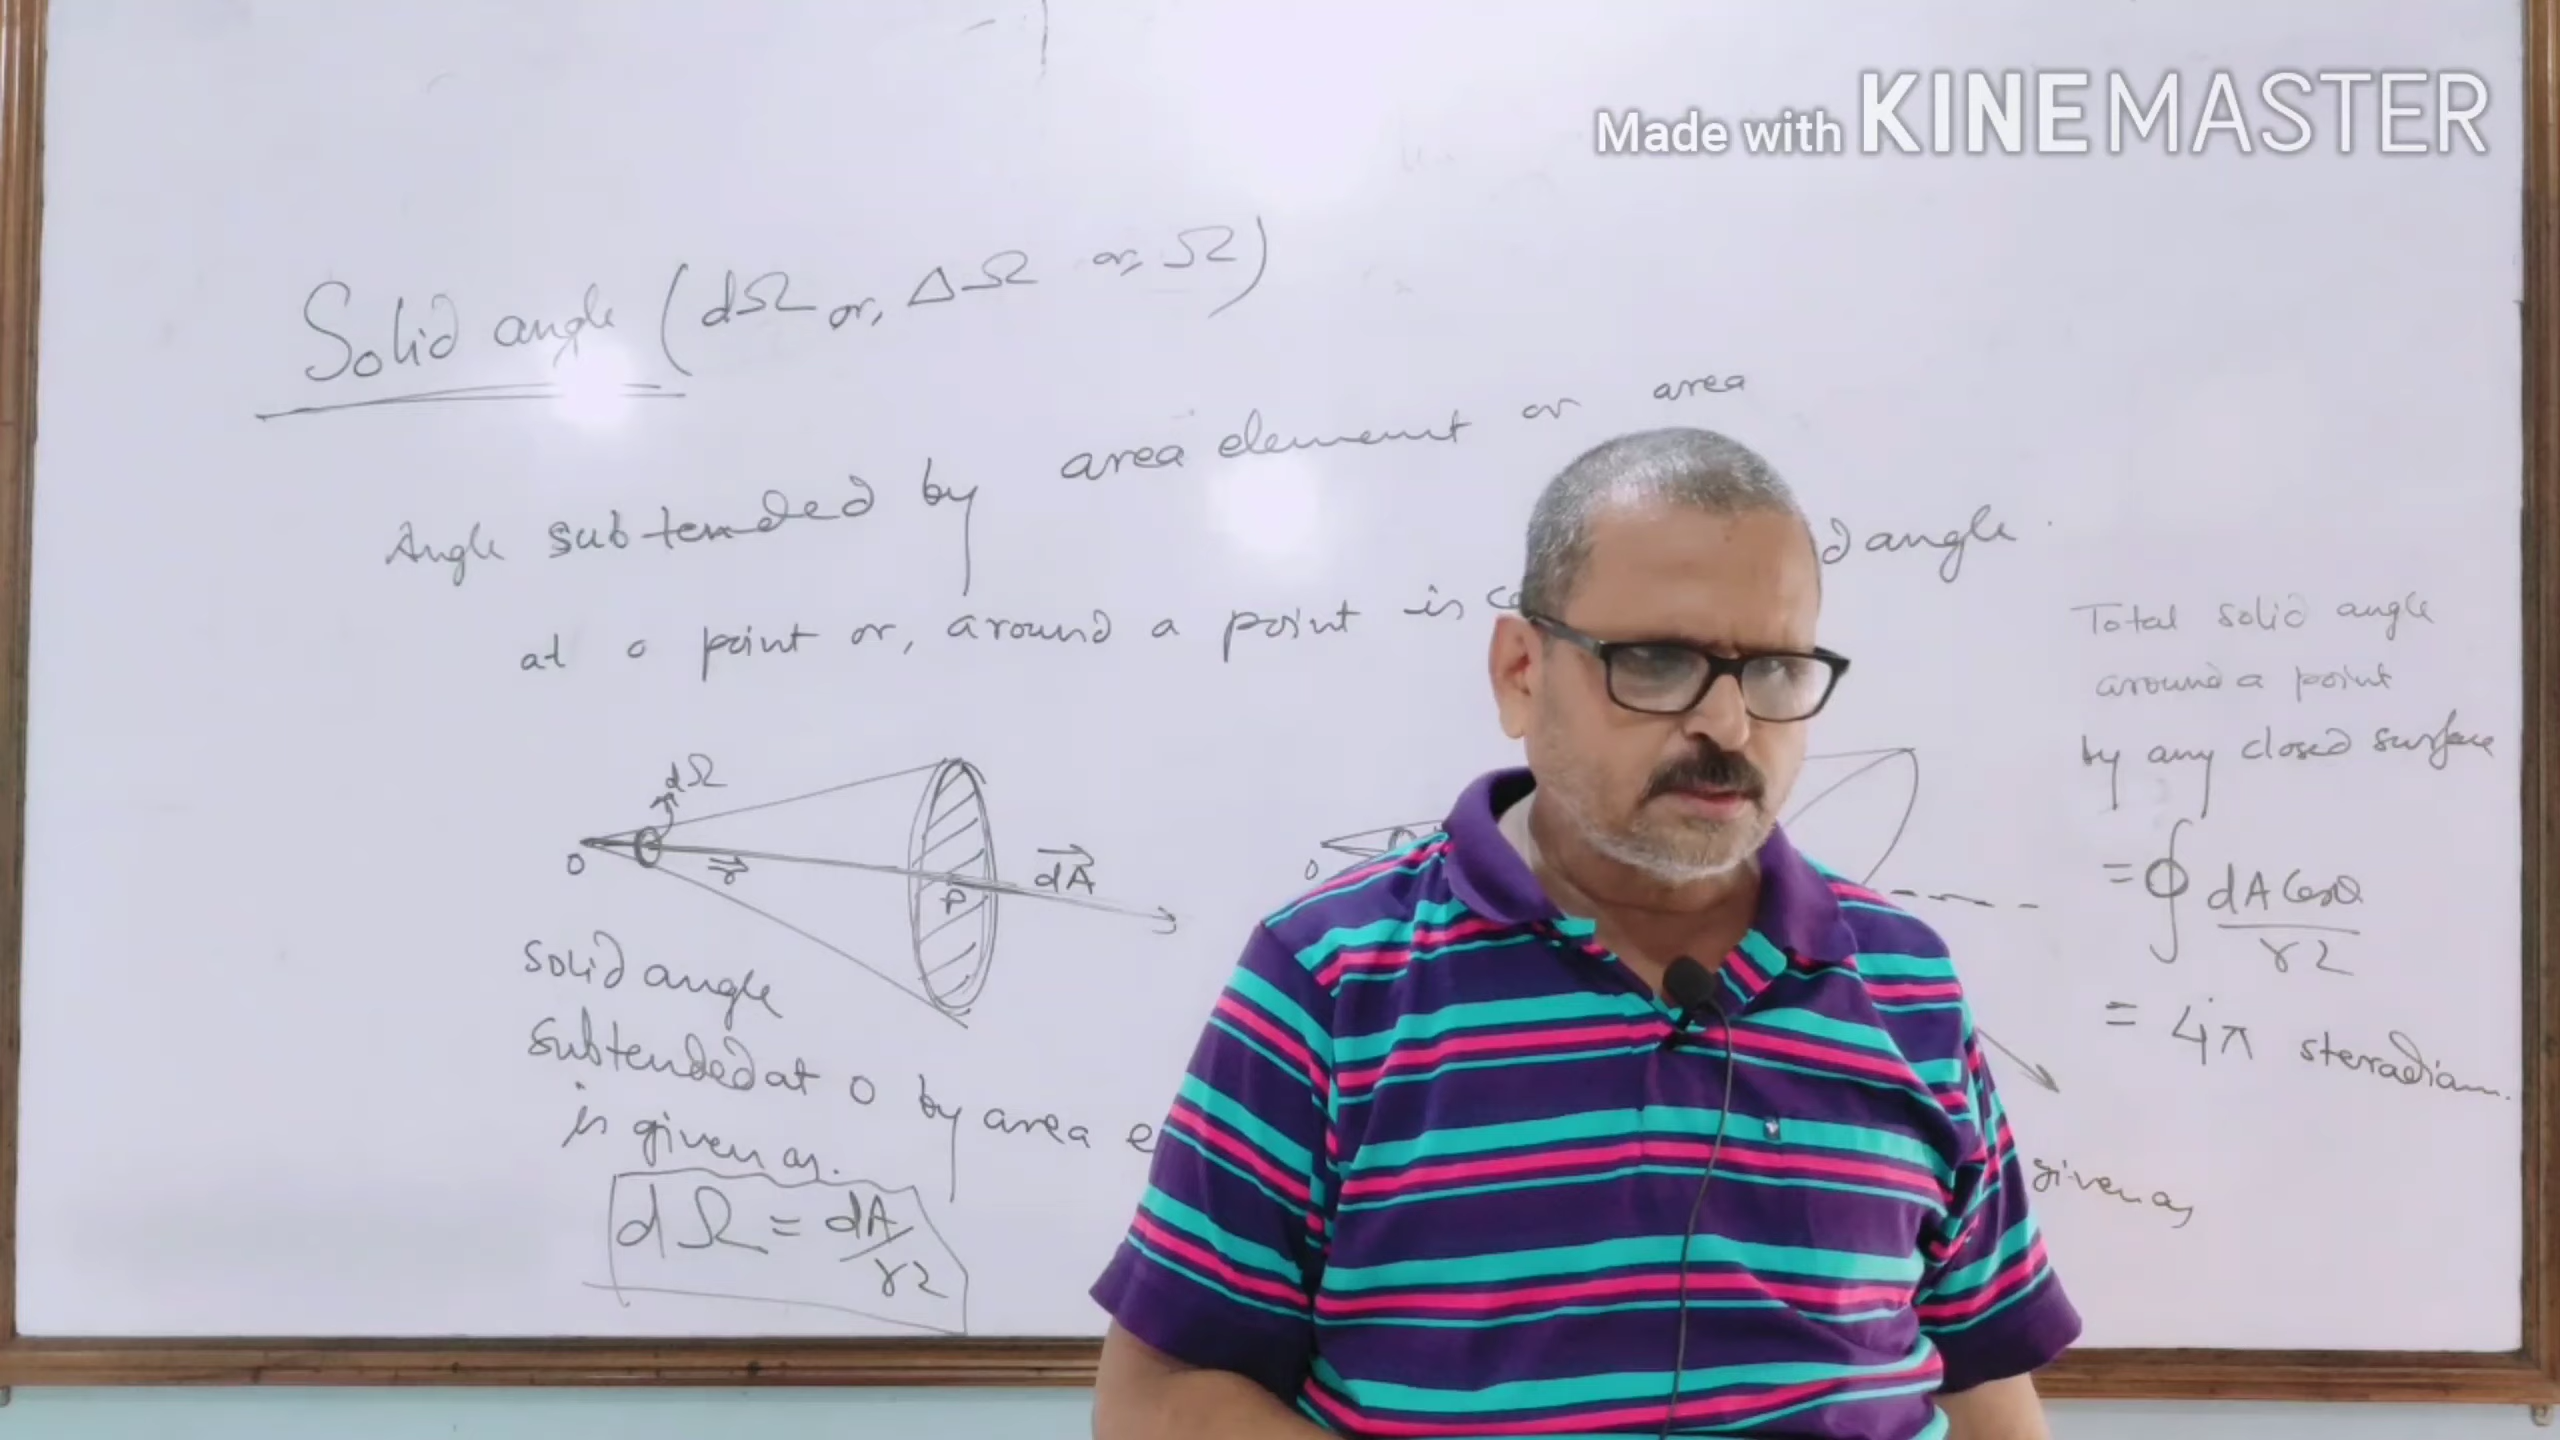 Made with KINEMASTER
Solid angle (dΩ or, ΔΩ or, Ω)
Angle subtended by area element or area
at a point or, around a point is d angle.
dΩ
O
r⃗
P
dA⃗
O
Solid angle
subtended at O by area
is given as.
dΩ = dA/r2
given as
Total solid angle
around a point
by any closed surface
= ∮ dA Cosθ / r2
= 4π steradian.